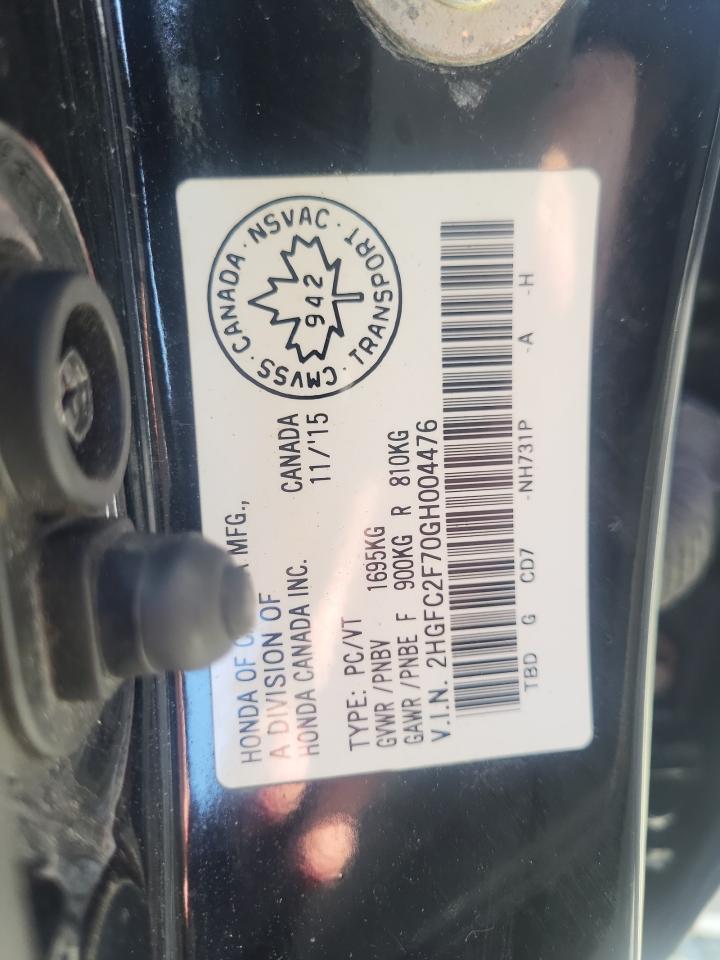 HONDA OF MFG.,
A DIVISION OF
HONDA CANADA INC.
CANADA
11/'15
CMVSS · CANADA · NSVAC · TRANSPORT ·
942
TYPE: PC/VT
GVWR /PNBV 1695KG
GAWR /PNBE F 900KG R 810KG
V.I.N. 2HGFC2F70GH004476
TBD G CD7 -NH731P -A -H